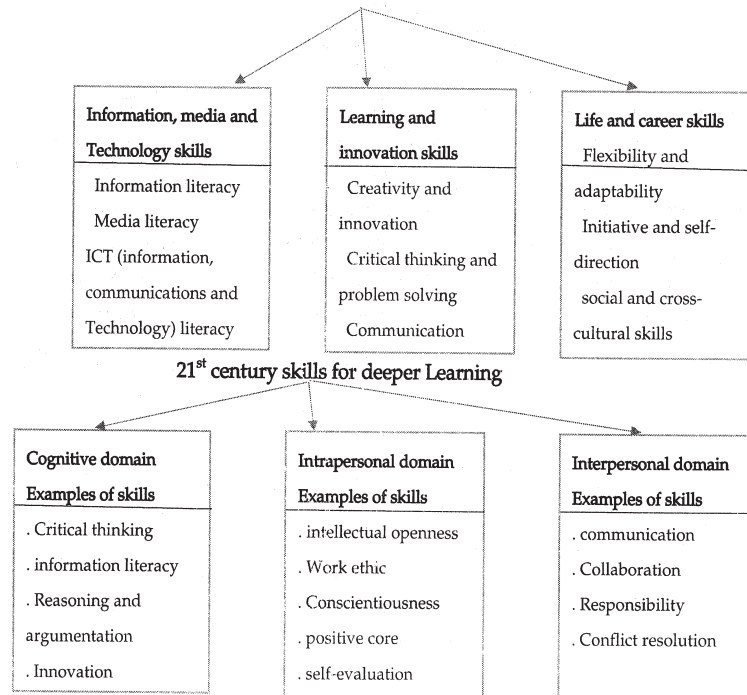 Information, media and
Technology skills
Information literacy
Media literacy
ICT (information,
communications and
Technology) literacy
Learning and
innovation skills
Creativity and
innovation
Critical thinking and
problem solving
Communication
Life and career skills
Flexibility and
adaptability
Initiative and self-
direction
social and cross-
cultural skills
21st century skills for deeper Learning
Cognitive domain
Examples of skills
. Critical thinking
. information literacy
. Reasoning and
argumentation
. Innovation
Intrapersonal domain
Examples of skills
. intellectual openness
. Work ethic
. Conscientiousness
. positive core
. self-evaluation
Interpersonal domain
Examples of skills
. communication
. Collaboration
. Responsibility
. Conflict resolution